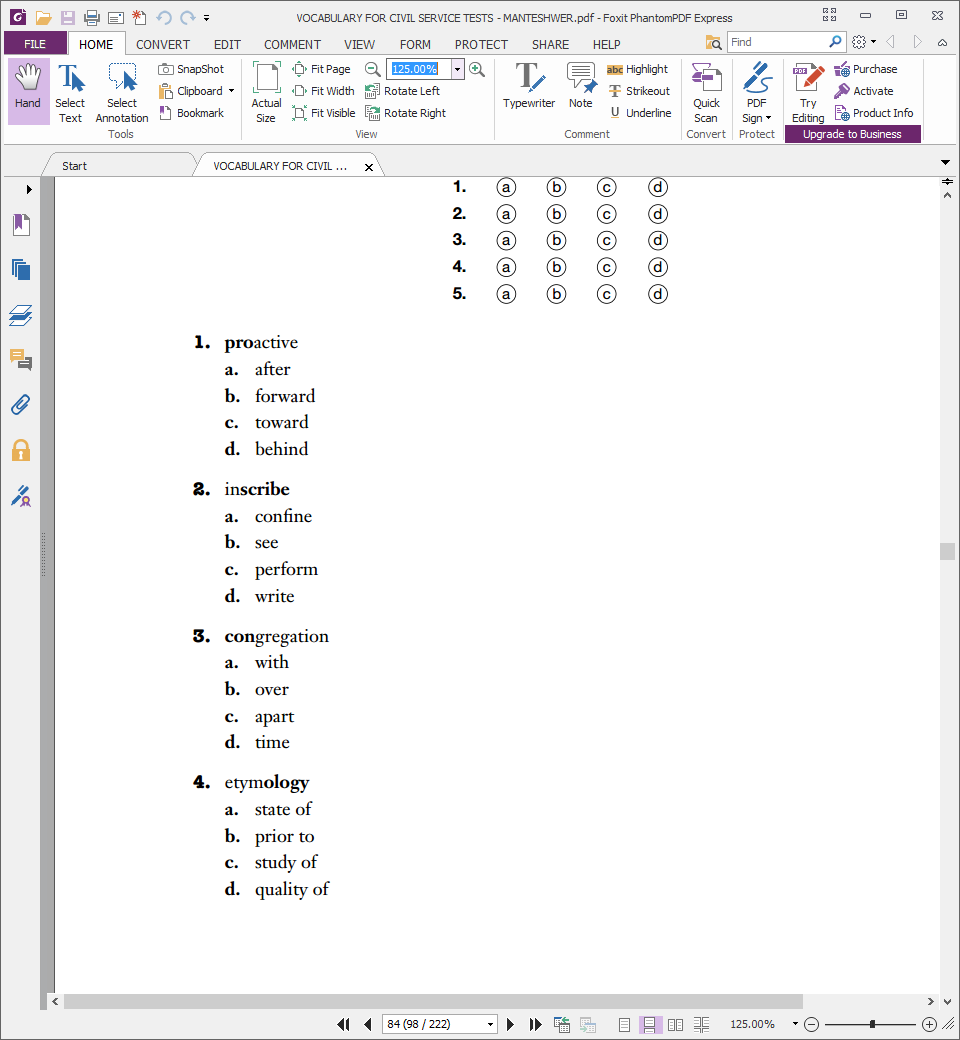 VOCABULARY FOR CIVIL SERVICE TESTS - MANTESHWER.pdf - Foxit PhantomPDF Express
FILE HOME CONVERT EDIT COMMENT VIEW FORM PROTECT SHARE HELP Find
Hand
Select Text
Select Annotation
SnapShot
Clipboard
Bookmark
Tools
Actual Size
Fit Page
Fit Width
Fit Visible
125.00%
Rotate Left
Rotate Right
View
Typewriter
Note
abc Highlight
T Strikeout
U Underline
Comment
Quick Scan
Convert
PDF Sign
Protect
PDF
Try Editing
Purchase
Activate
Product Info
Upgrade to Business
Start
VOCABULARY FOR CIVIL ...
1. a b c d
2. a b c d
3. a b c d
4. a b c d
5. a b c d
1. proactive
a. after
b. forward
c. toward
d. behind
2. inscribe
a. confine
b. see
c. perform
d. write
3. congregation
a. with
b. over
c. apart
d. time
4. etymology
a. state of
b. prior to
c. study of
d. quality of
84 (98 / 222)
125.00%